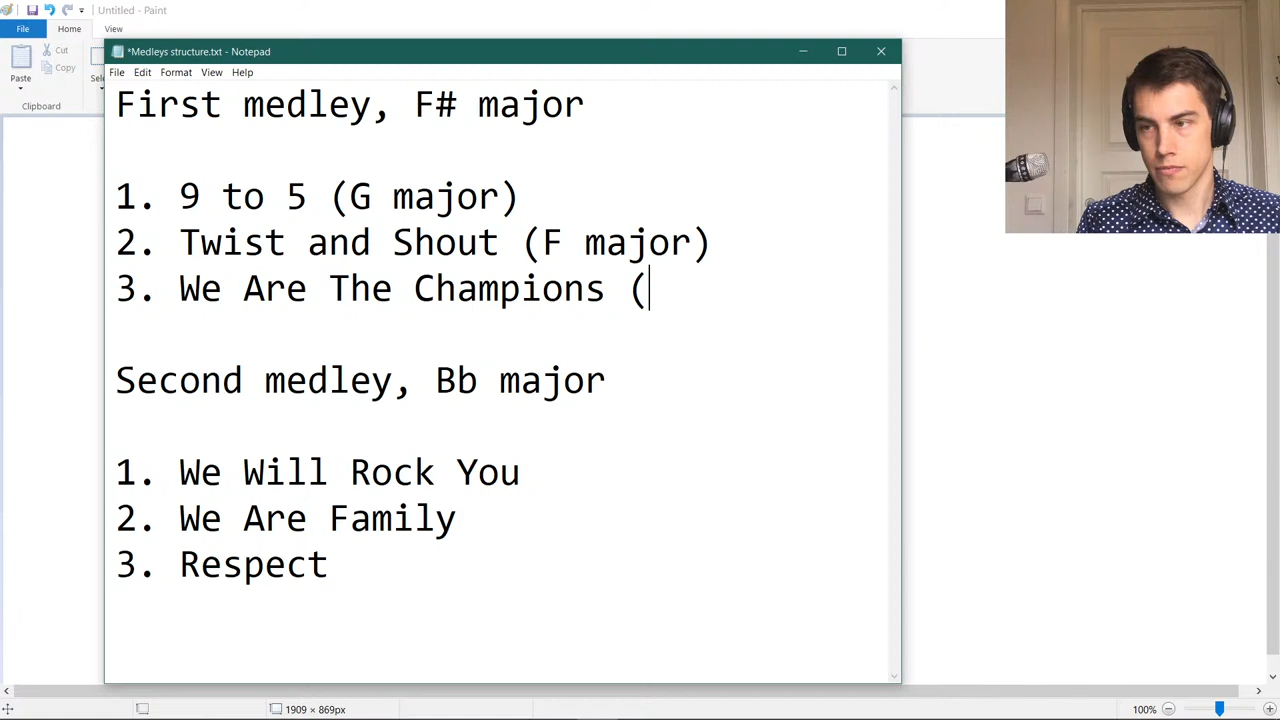 Untitled - Paint
File Home View
Paste
Cut
Copy
Clipboard
*Medleys structure.txt - Notepad
File Edit Format View Help
First medley, F# major
1. 9 to 5 (G major)
2. Twist and Shout (F major)
3. We Are The Champions (
Second medley, Bb major
1. We Will Rock You
2. We Are Family
3. Respect
1909 × 869px
100%